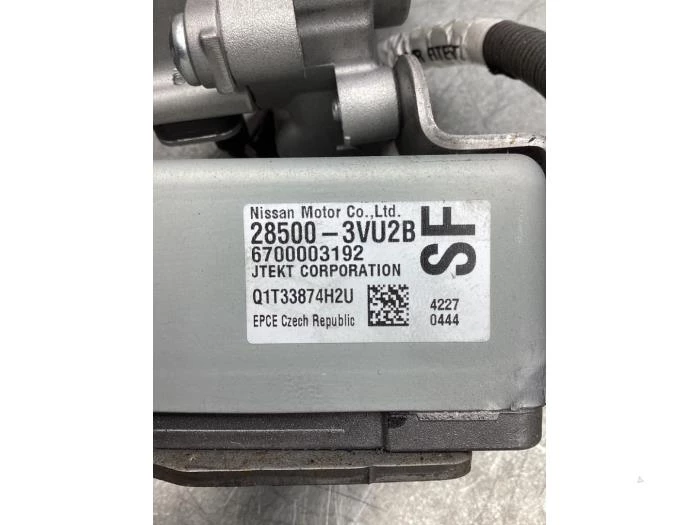 Nissan Motor Co.,Ltd.
28500-3VU2B
6700003192
JTEKT CORPORATION
SF
Q1T33874H2U
4227
EPCE Czech Republic
0444